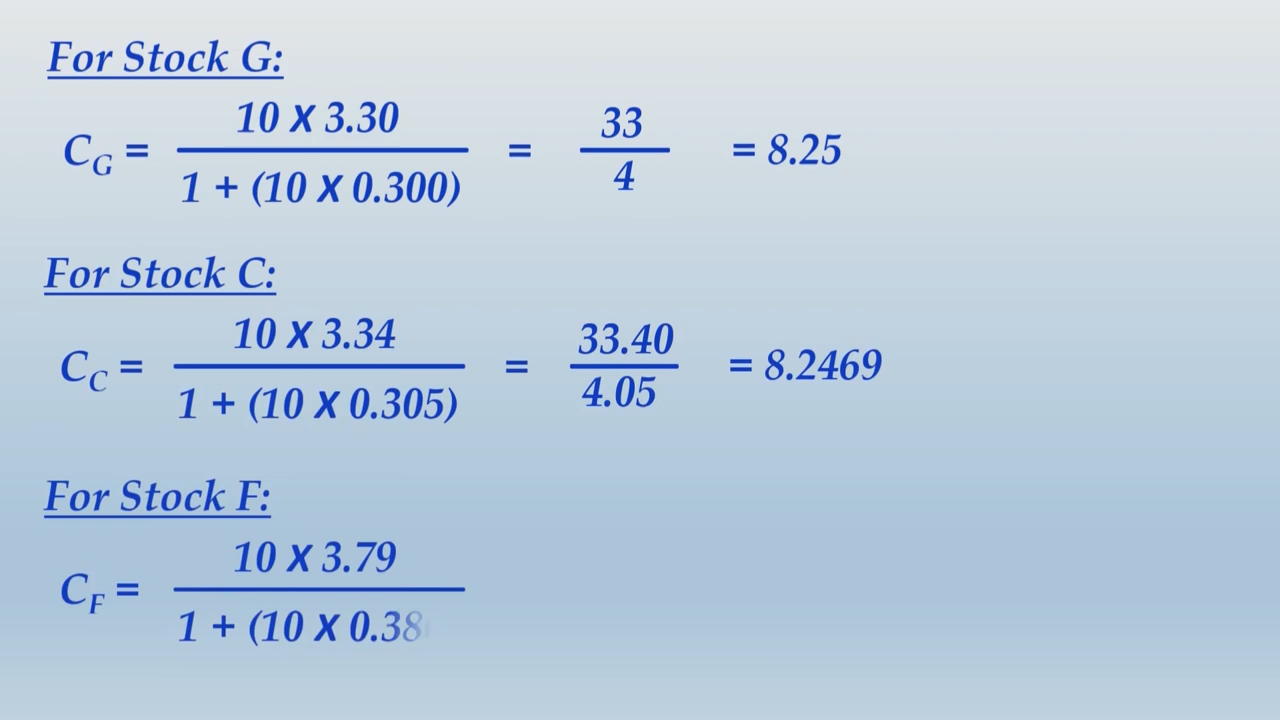 For Stock G:
C_G = 10 X 3.30 / 1 + (10 X 0.300) = 33 / 4 = 8.25
For Stock C:
C_C = 10 X 3.34 / 1 + (10 X 0.305) = 33.40 / 4.05 = 8.2469
For Stock F:
C_F = 10 X 3.79 / 1 + (10 X 0.38